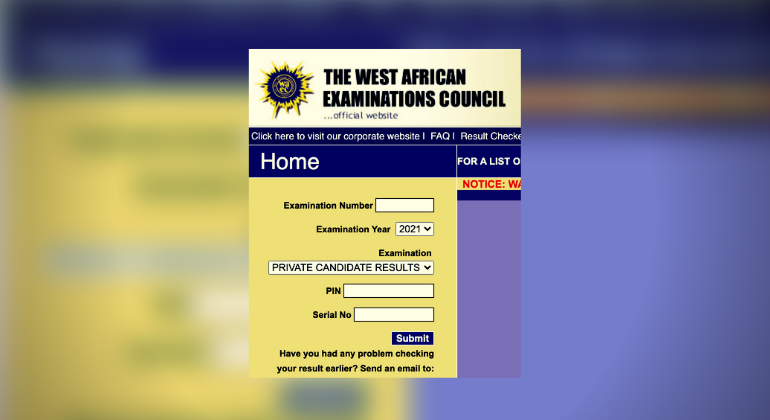 THE WEST AFRICAN
EXAMINATIONS COUNCIL
...official website
Click here to visit our corporate website I FAQ I Result Checke
Home
FOR A LIST O
NOTICE: WA
Examination Number
Examination Year 2021
Examination
PRIVATE CANDIDATE RESULTS
PIN
Serial No
Submit
Have you had any problem checking
your result earlier? Send an email to: